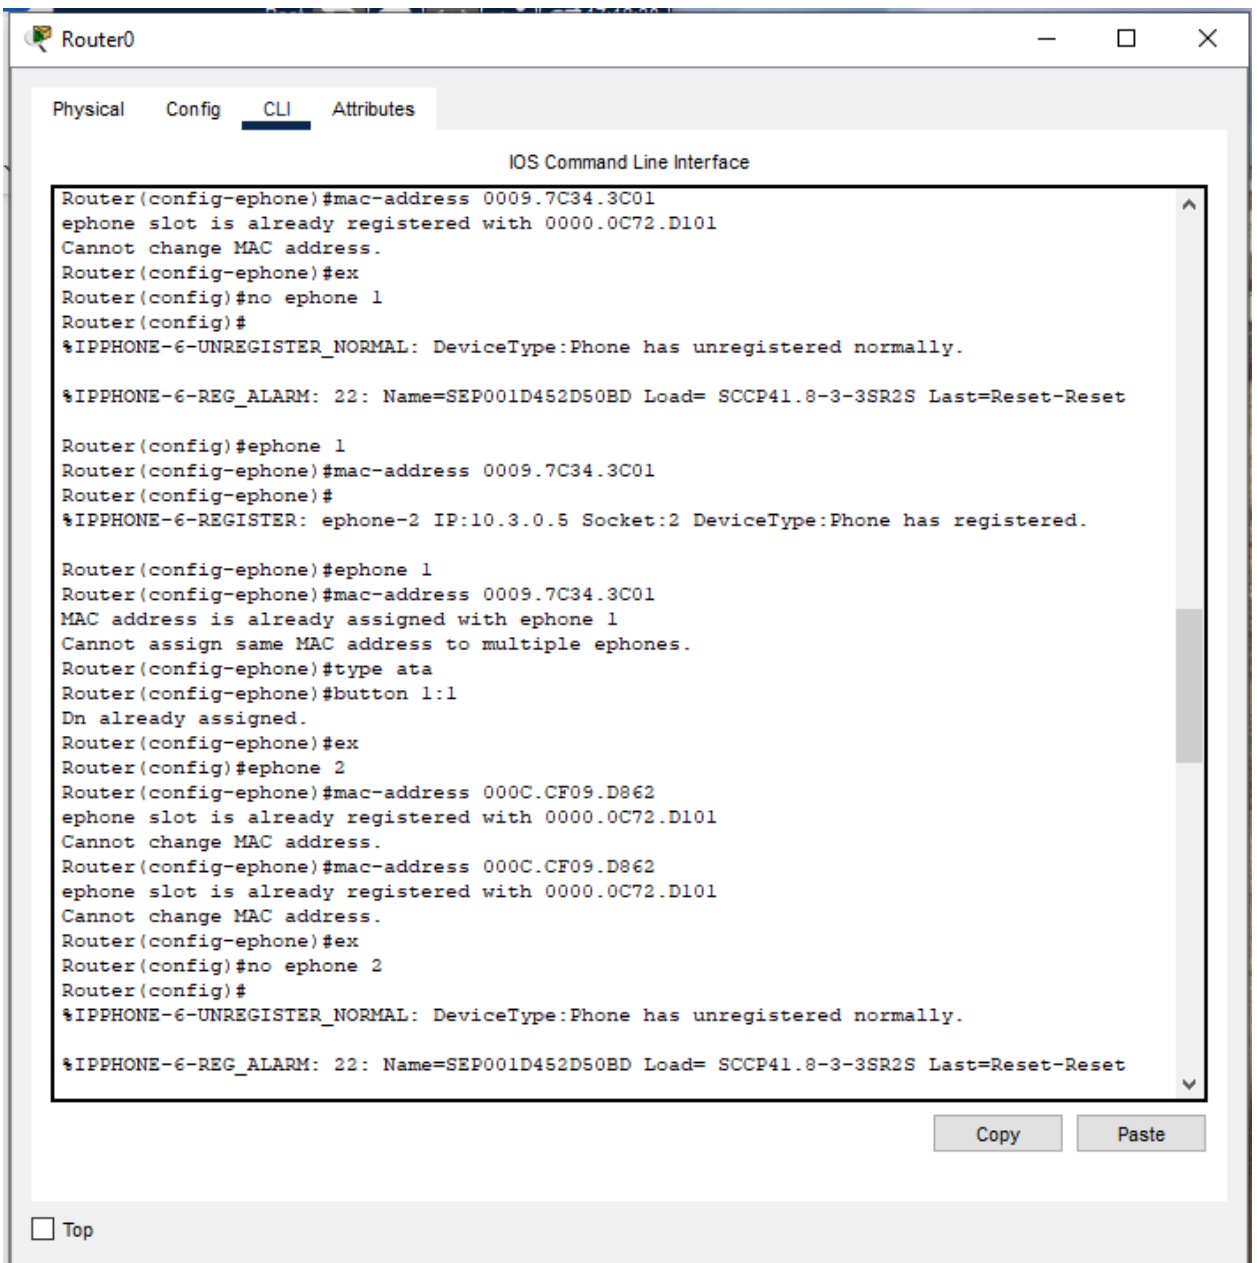 Router0
Physical Config CLI Attributes
IOS Command Line Interface
Router(config-ephone)#mac-address 0009.7C34.3C01
ephone slot is already registered with 0000.0C72.D101
Cannot change MAC address.
Router(config-ephone)#ex
Router(config)#no ephone 1
Router(config)#
%IPPHONE-6-UNREGISTER_NORMAL: DeviceType:Phone has unregistered normally.
%IPPHONE-6-REG_ALARM: 22: Name=SEP001D452D50BD Load= SCCP41.8-3-3SR2S Last=Reset-Reset
Router(config)#ephone 1
Router(config-ephone)#mac-address 0009.7C34.3C01
Router(config-ephone)#
%IPPHONE-6-REGISTER: ephone-2 IP:10.3.0.5 Socket:2 DeviceType:Phone has registered.
Router(config-ephone)#ephone 1
Router(config-ephone)#mac-address 0009.7C34.3C01
MAC address is already assigned with ephone 1
Cannot assign same MAC address to multiple ephones.
Router(config-ephone)#type ata
Router(config-ephone)#button 1:1
Dn already assigned.
Router(config-ephone)#ex
Router(config)#ephone 2
Router(config-ephone)#mac-address 000C.CF09.D862
ephone slot is already registered with 0000.0C72.D101
Cannot change MAC address.
Router(config-ephone)#mac-address 000C.CF09.D862
ephone slot is already registered with 0000.0C72.D101
Cannot change MAC address.
Router(config-ephone)#ex
Router(config)#no ephone 2
Router(config)#
%IPPHONE-6-UNREGISTER_NORMAL: DeviceType:Phone has unregistered normally.
%IPPHONE-6-REG_ALARM: 22: Name=SEP001D452D50BD Load= SCCP41.8-3-3SR2S Last=Reset-Reset
Copy Paste
Top